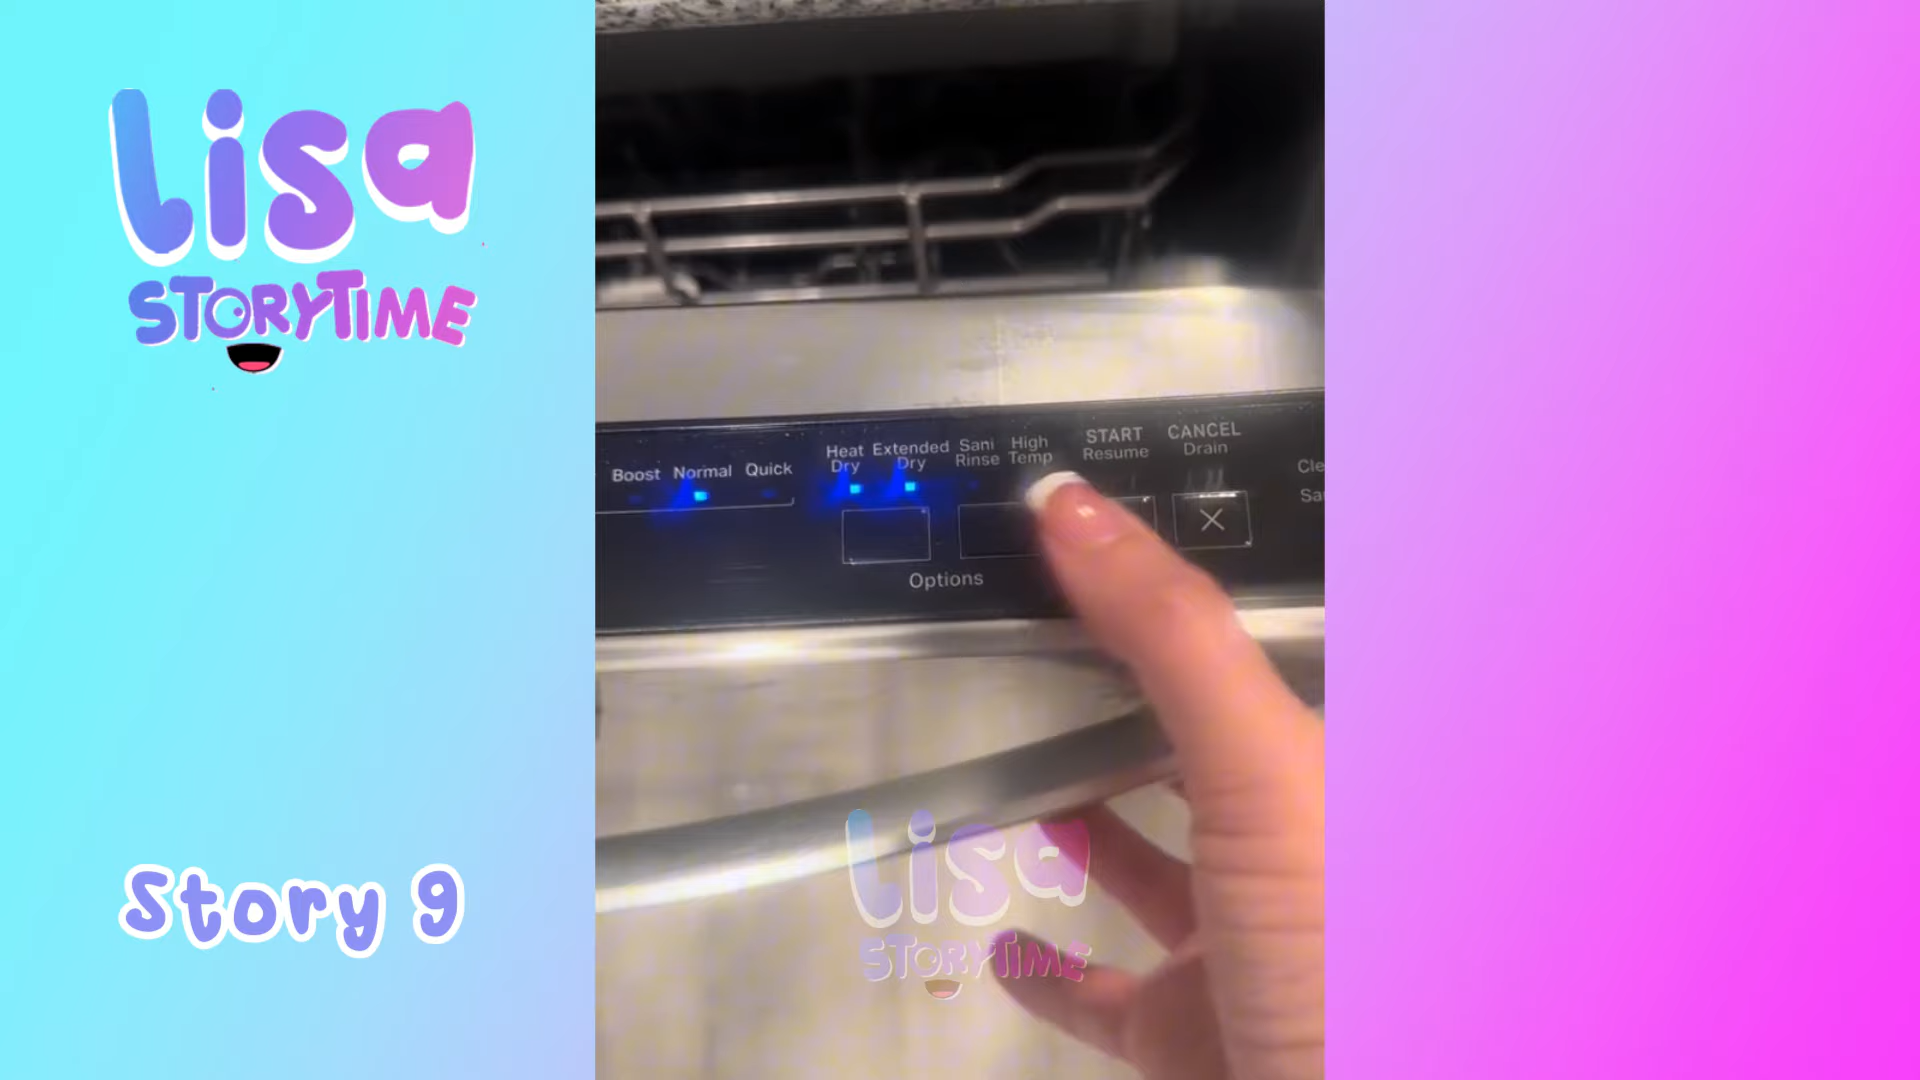 Lisa
STORYTIME
Boost Normal Quick
Heat Dry
Extended Dry
Sani Rinse
High Temp
START
Resume
CANCEL
Drain
Options
Lisa
STORYTIME
Story 9